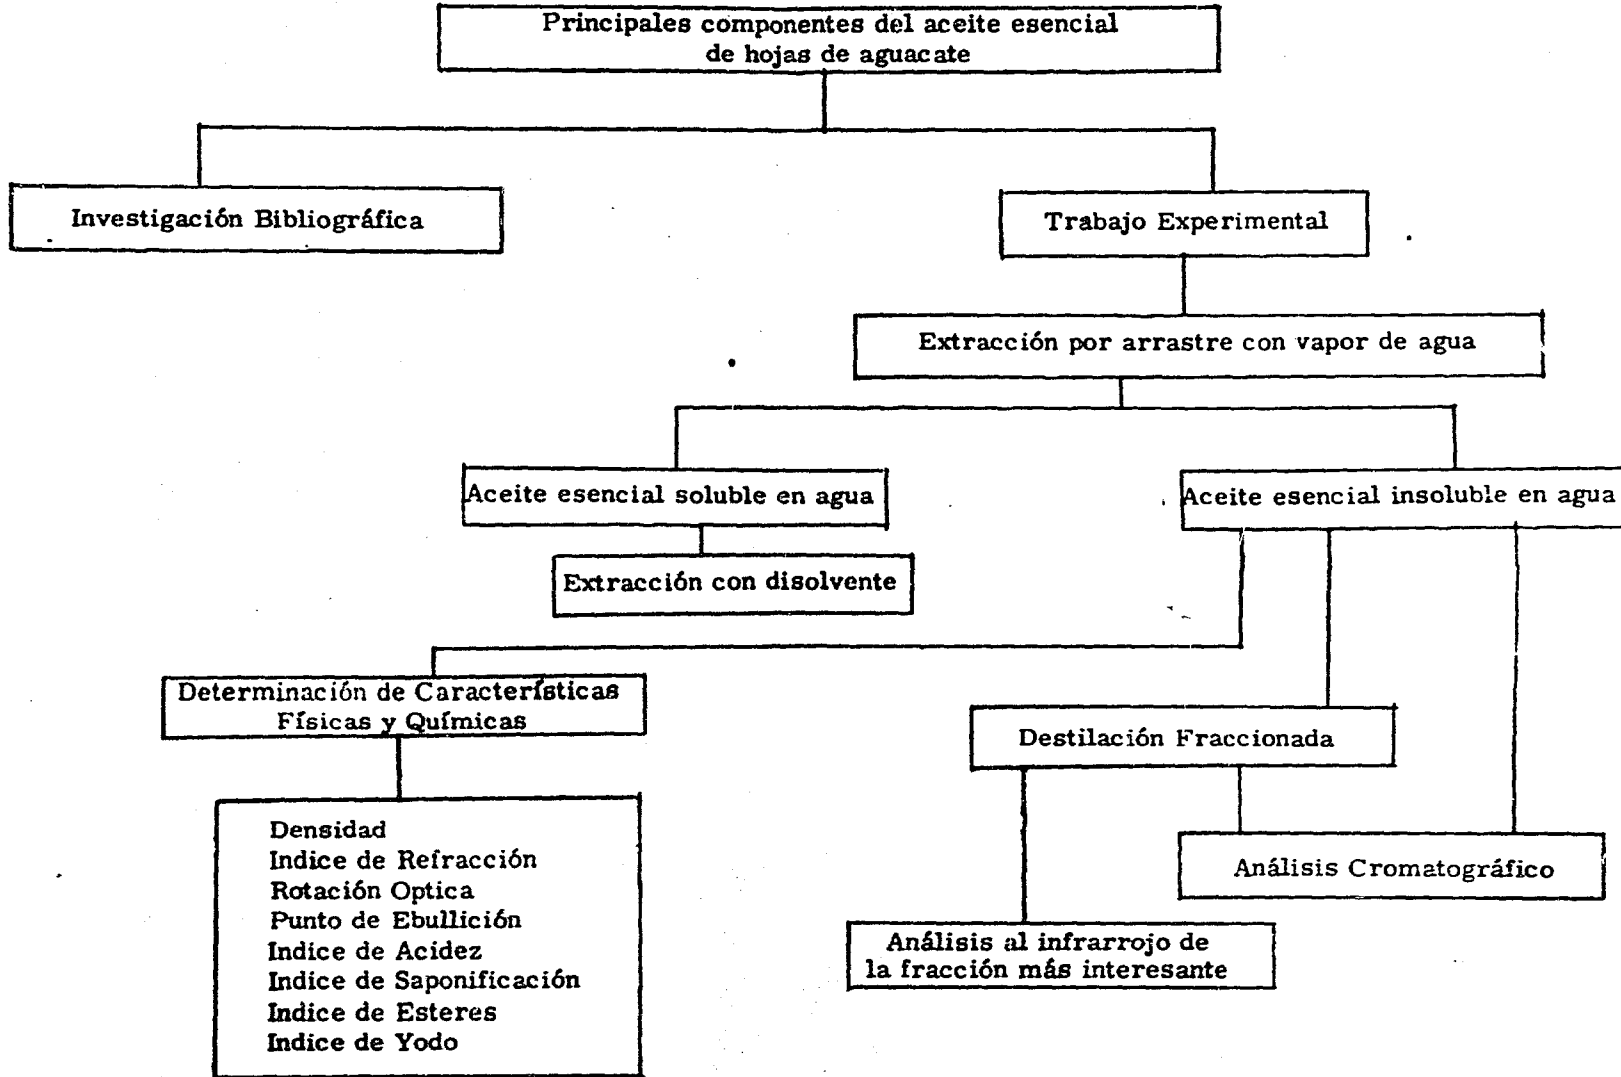 Principales componentes del aceite esencial
de hojas de aguacate
Investigación Bibliográfica
Trabajo Experimental
Extracción por arrastre con vapor de agua
Aceite esencial soluble en agua
Aceite esencial insoluble en agua
Extracción con disolvente
Determinación de Características
Físicas y Químicas
Destilación Fraccionada
Densidad
Indice de Refracción
Rotación Optica
Punto de Ebullición
Indice de Acidez
Indice de Saponificación
Indice de Esteres
Indice de Yodo
Análisis Cromatográfico
Análisis al infrarrojo de
la fracción más interesante